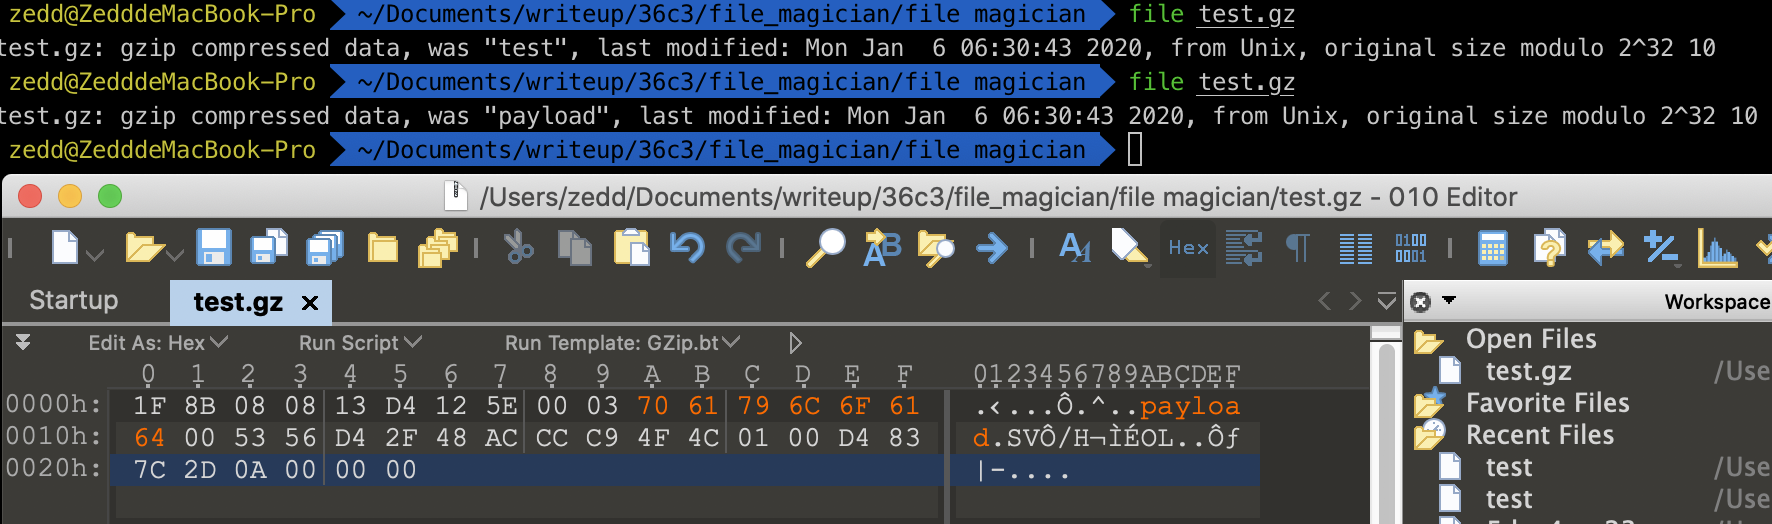 zedd@ZedddeMacBook-Pro ~/Documents/writeup/36c3/file_magician/file magician file test.gz
test.gz: gzip compressed data, was "test", last modified: Mon Jan  6 06:30:43 2020, from Unix, original size modulo 2^32 10
zedd@ZedddeMacBook-Pro ~/Documents/writeup/36c3/file_magician/file magician file test.gz
test.gz: gzip compressed data, was "payload", last modified: Mon Jan  6 06:30:43 2020, from Unix, original size modulo 2^32 10
zedd@ZedddeMacBook-Pro ~/Documents/writeup/36c3/file_magician/file magician
/Users/zedd/Documents/writeup/36c3/file_magician/file magician/test.gz - 010 Editor
Hex
Startup test.gz
Workspace
Edit As: Hex Run Script Run Template: GZip.bt
0 1 2 3 4 5 6 7 8 9 A B C D E F 0123456789ABCDEF
0000h: 1F 8B 08 08 13 D4 12 5E 00 03 70 61 79 6C 6F 61 .<...Ô.^..payloa
0010h: 64 00 53 56 D4 2F 48 AC CC C9 4F 4C 01 00 D4 83 d.SVÔ/H¬ÌÉOL..Ôƒ
0020h: 7C 2D 0A 00 00 00 |-....
Open Files
test.gz /Use
Favorite Files
Recent Files
test /Use
test /Use